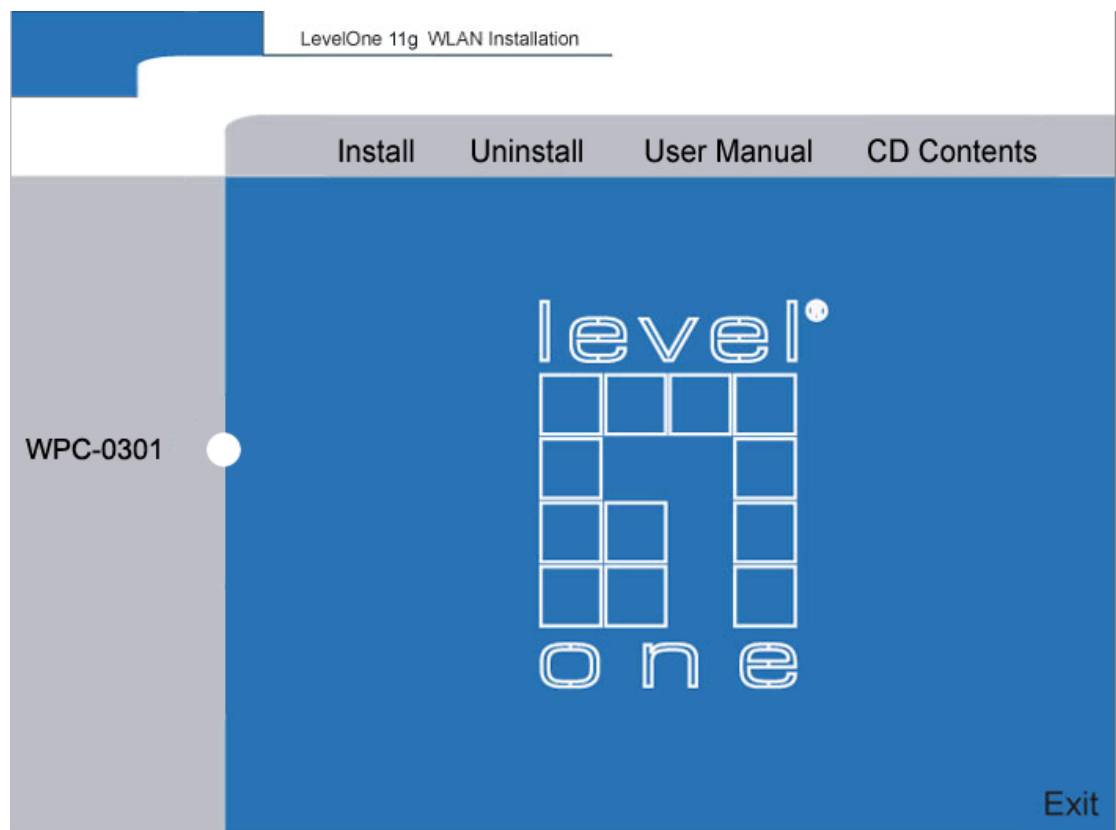 LevelOne 11g WLAN Installation
Install Uninstall User Manual CD Contents
level®
WPC-0301
one
Exit